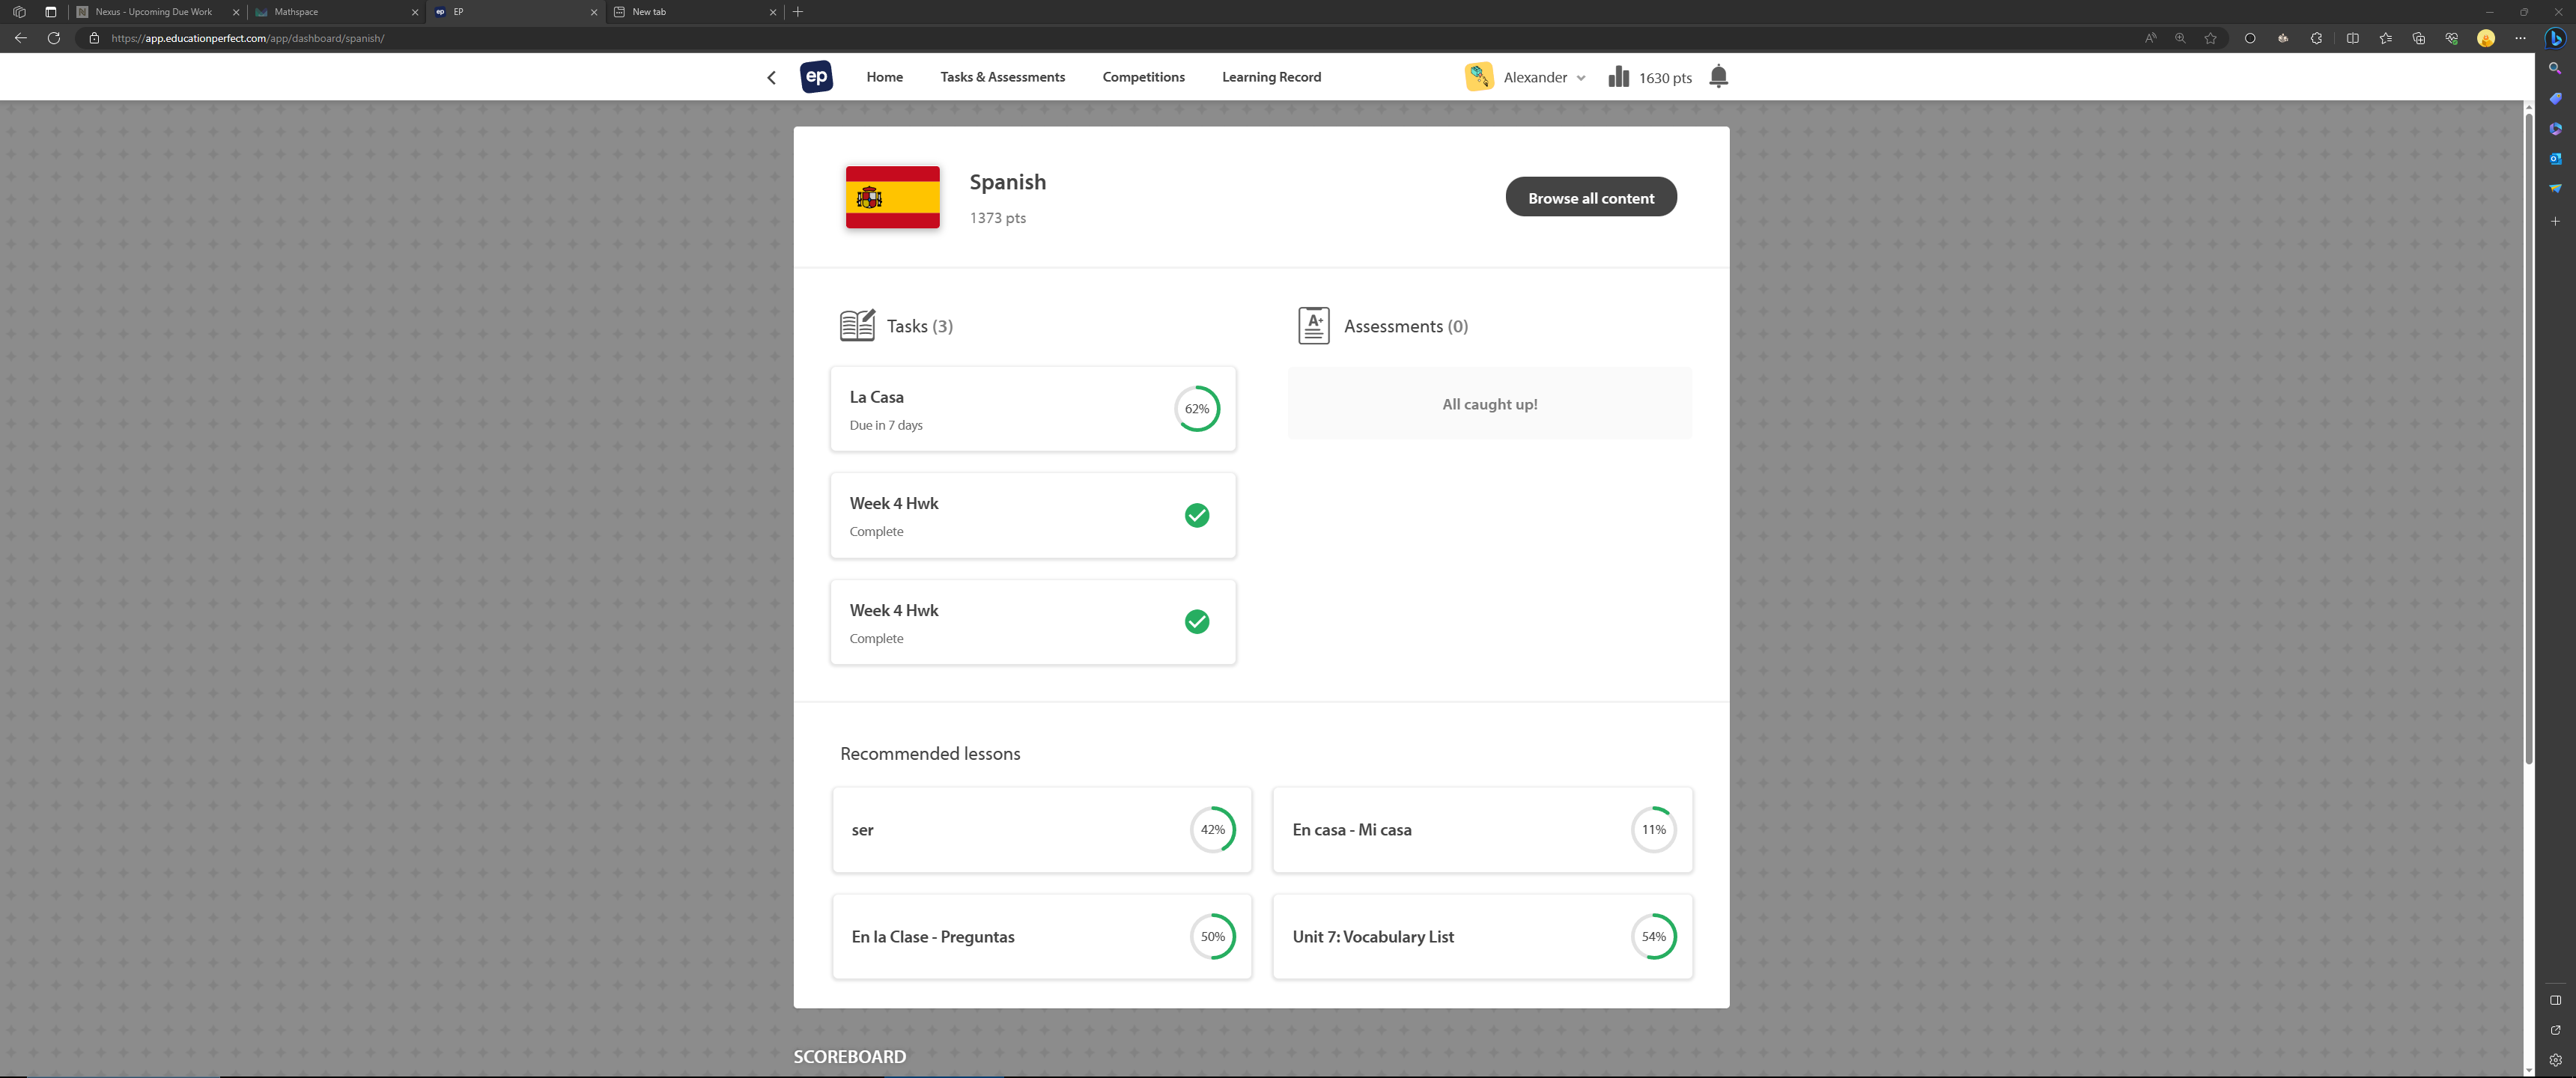 Nexus - Upcoming Due Work
Mathspace
ep EP
New tab
https://app.educationperfect.com/app/dashboard/spanish/
ep Home Tasks & Assessments Competitions Learning Record Alexander 1630 pts
Spanish
1373 pts
Browse all content
Tasks (3)
La Casa
Due in 7 days
62%
Week 4 Hwk
Complete
Week 4 Hwk
Complete
A+
Assessments (0)
All caught up!
Recommended lessons
ser
42%
En casa - Mi casa
11%
En la Clase - Preguntas
50%
Unit 7: Vocabulary List
54%
SCOREBOARD